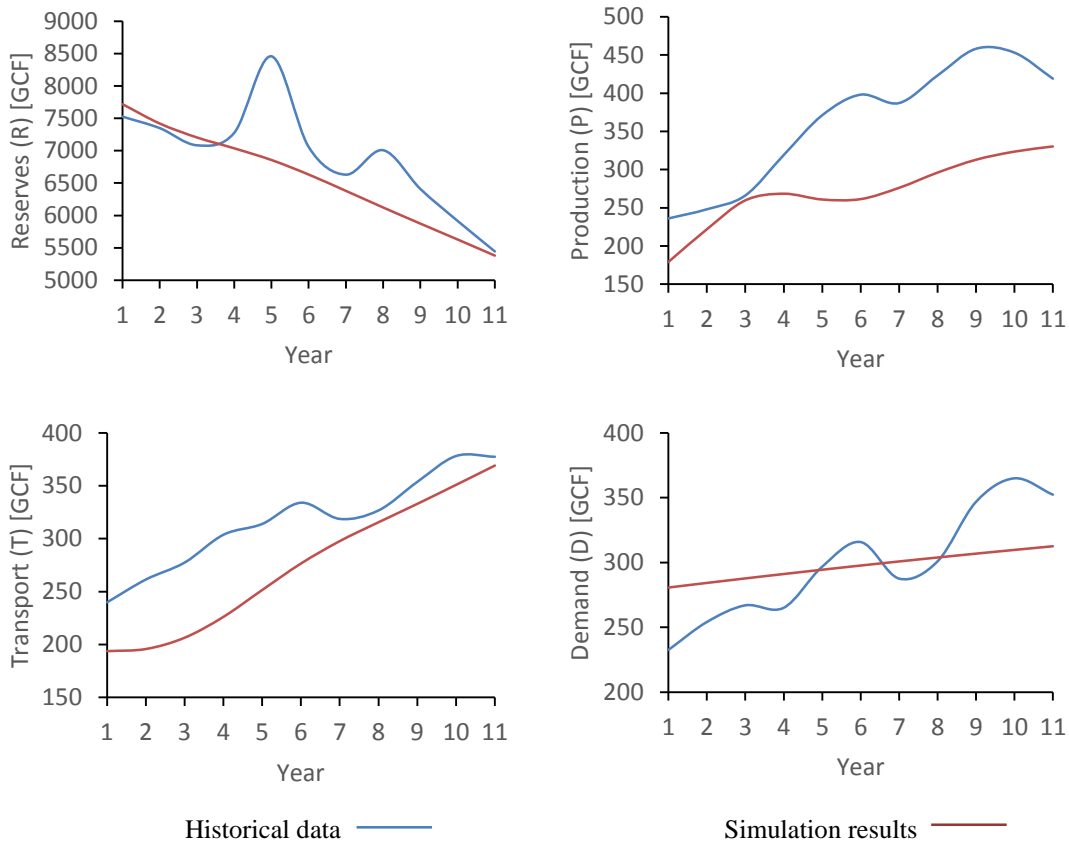 Reserves (R) [GCF]
9000
8500
8000
7500
7000
6500
6000
5500
5000
1 2 3 4 5 6 7 8 9 10 11
Year
Production (P) [GCF]
500
450
400
350
300
250
200
150
1 2 3 4 5 6 7 8 9 10 11
Year
Transport (T) [GCF]
400
350
300
250
200
150
1 2 3 4 5 6 7 8 9 10 11
Year
Demand (D) [GCF]
400
350
300
250
200
1 2 3 4 5 6 7 8 9 10 11
Year
Historical data
Simulation results